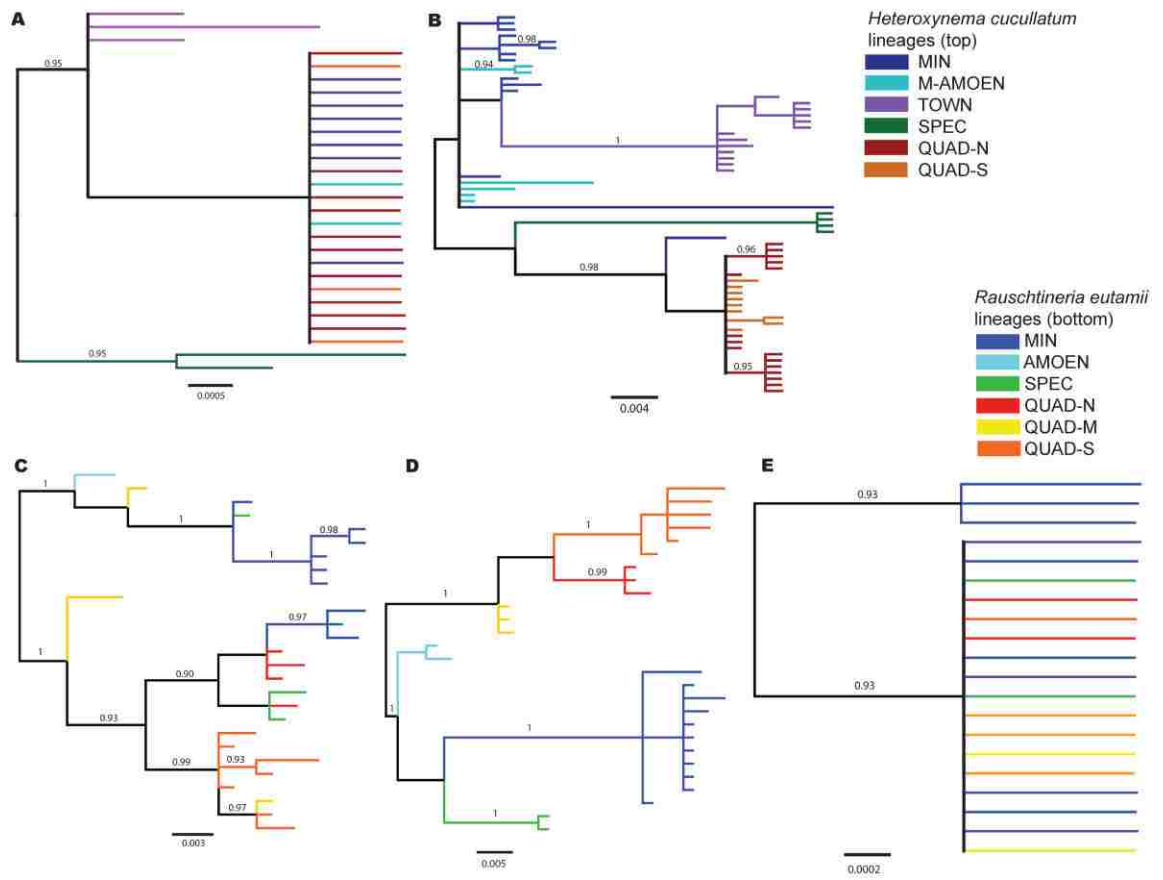 A
0.95
0.95
0.0005
B
0.98
0.94
1
0.98
0.96
0.95
0.004
Heteroxynema cucullatum
lineages (top)
MIN
M-AMOEN
TOWN
SPEC
QUAD-N
QUAD-S
Rauschtineria eutamii
lineages (bottom)
MIN
AMOEN
SPEC
QUAD-N
QUAD-M
QUAD-S
C
1
1
0.98
1
1
0.97
0.90
0.93
0.99
0.93
0.97
0.003
D
1
0.99
1
1
1
1
0.005
E
0.93
0.93
0.0002